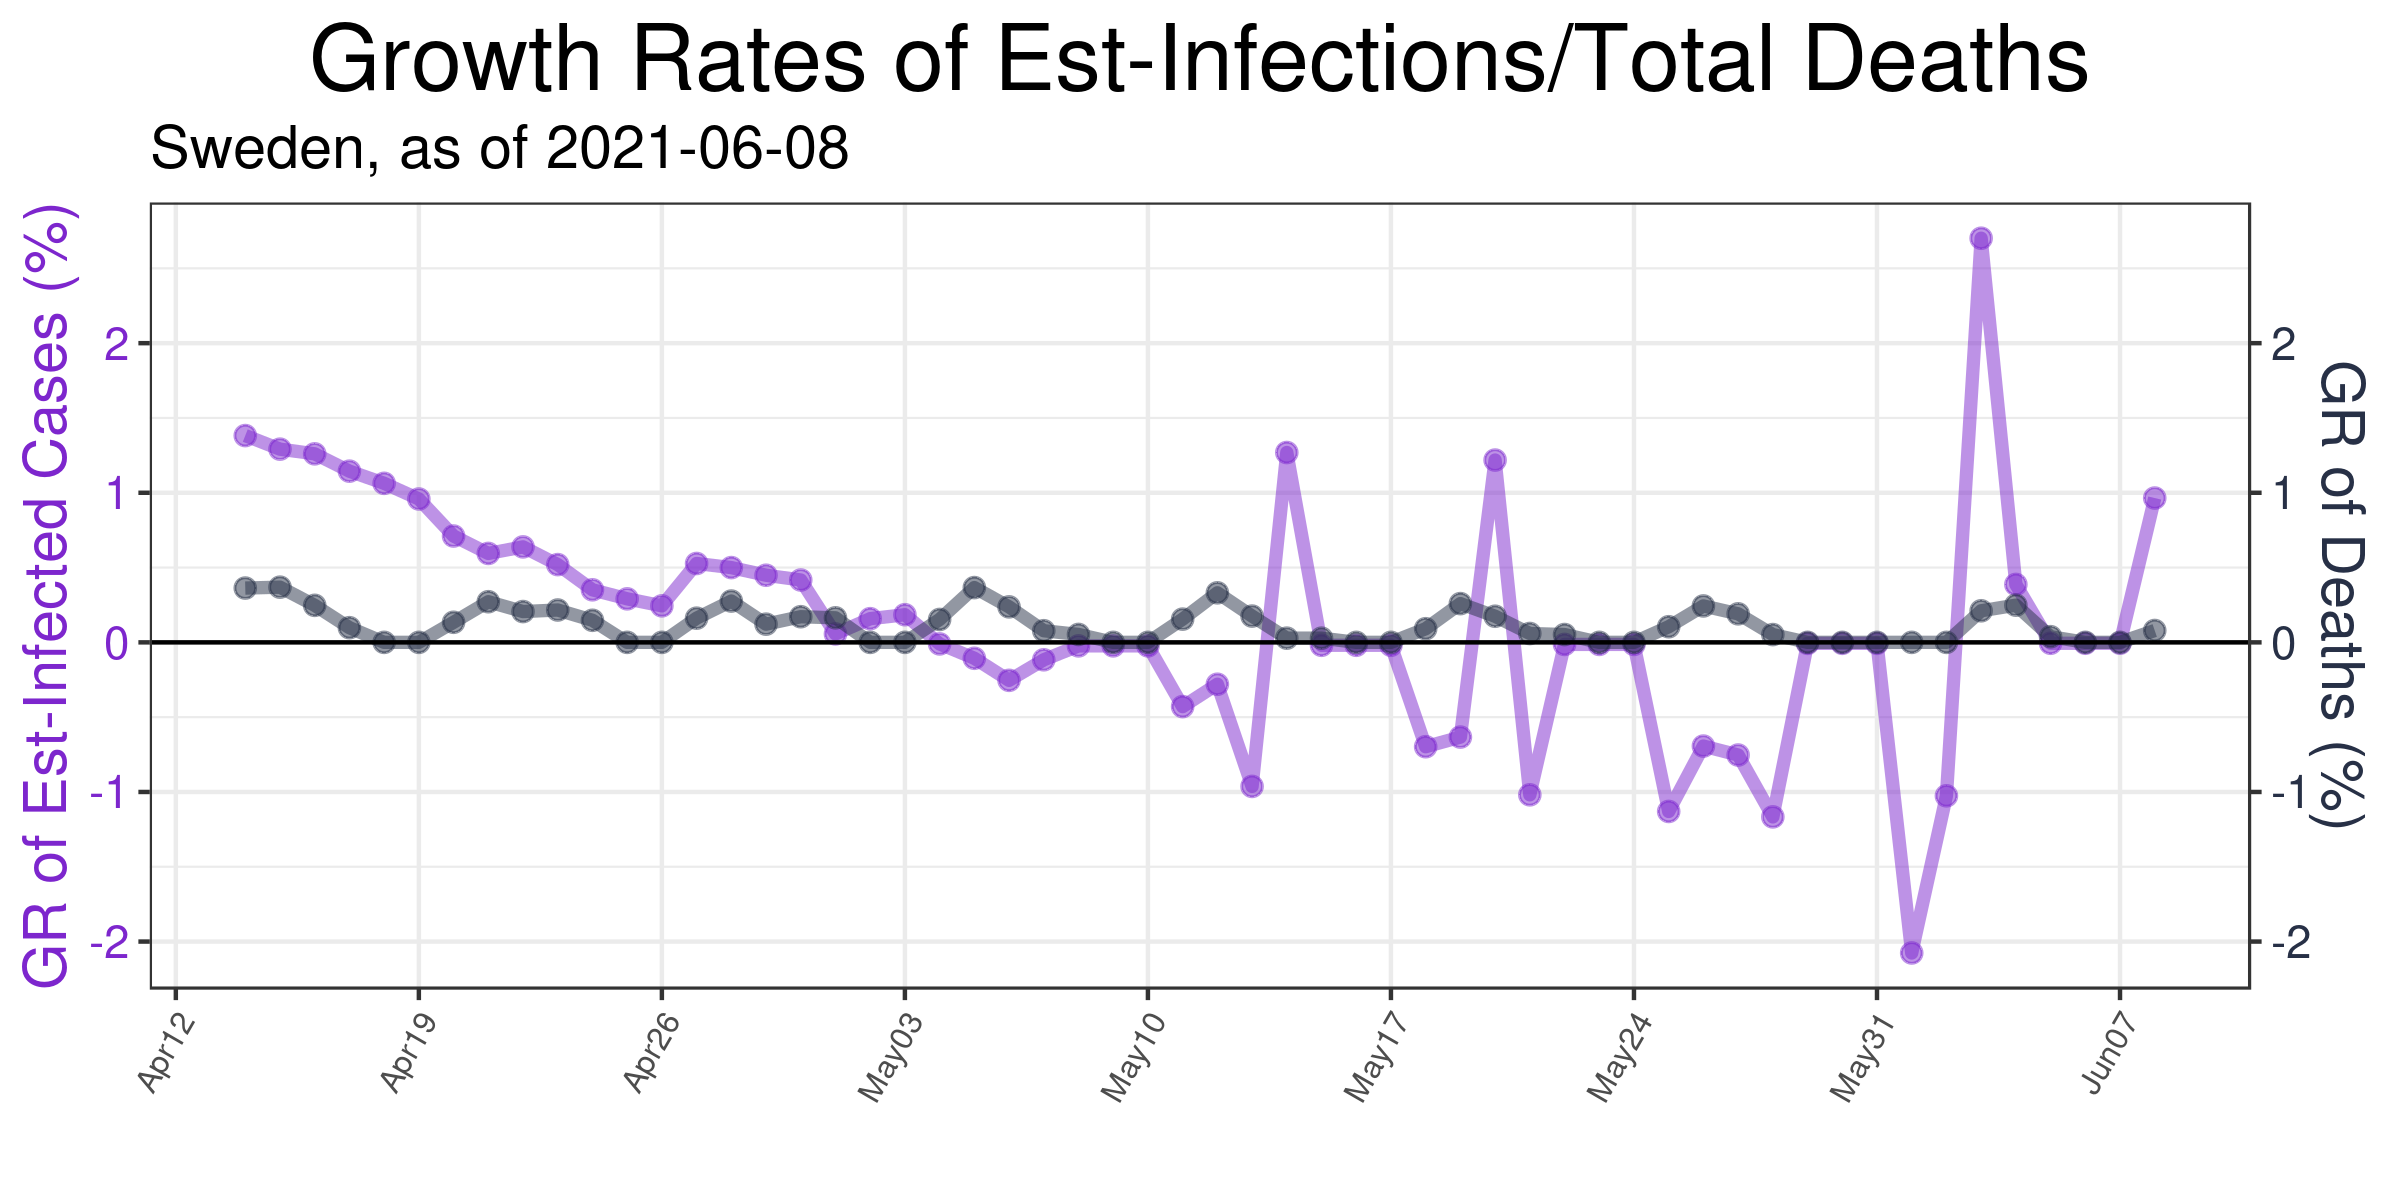 Growth Rates of Est-Infections/Total Deaths
Sweden, as of 2021-06-08
GR of Est-Infected Cases (%)
2
1
0
-1
-2
2
1
0
-1
-2
GR of Deaths (%)
Apr12
Apr19
Apr26
May03
May10
May17
May24
May31
Jun07